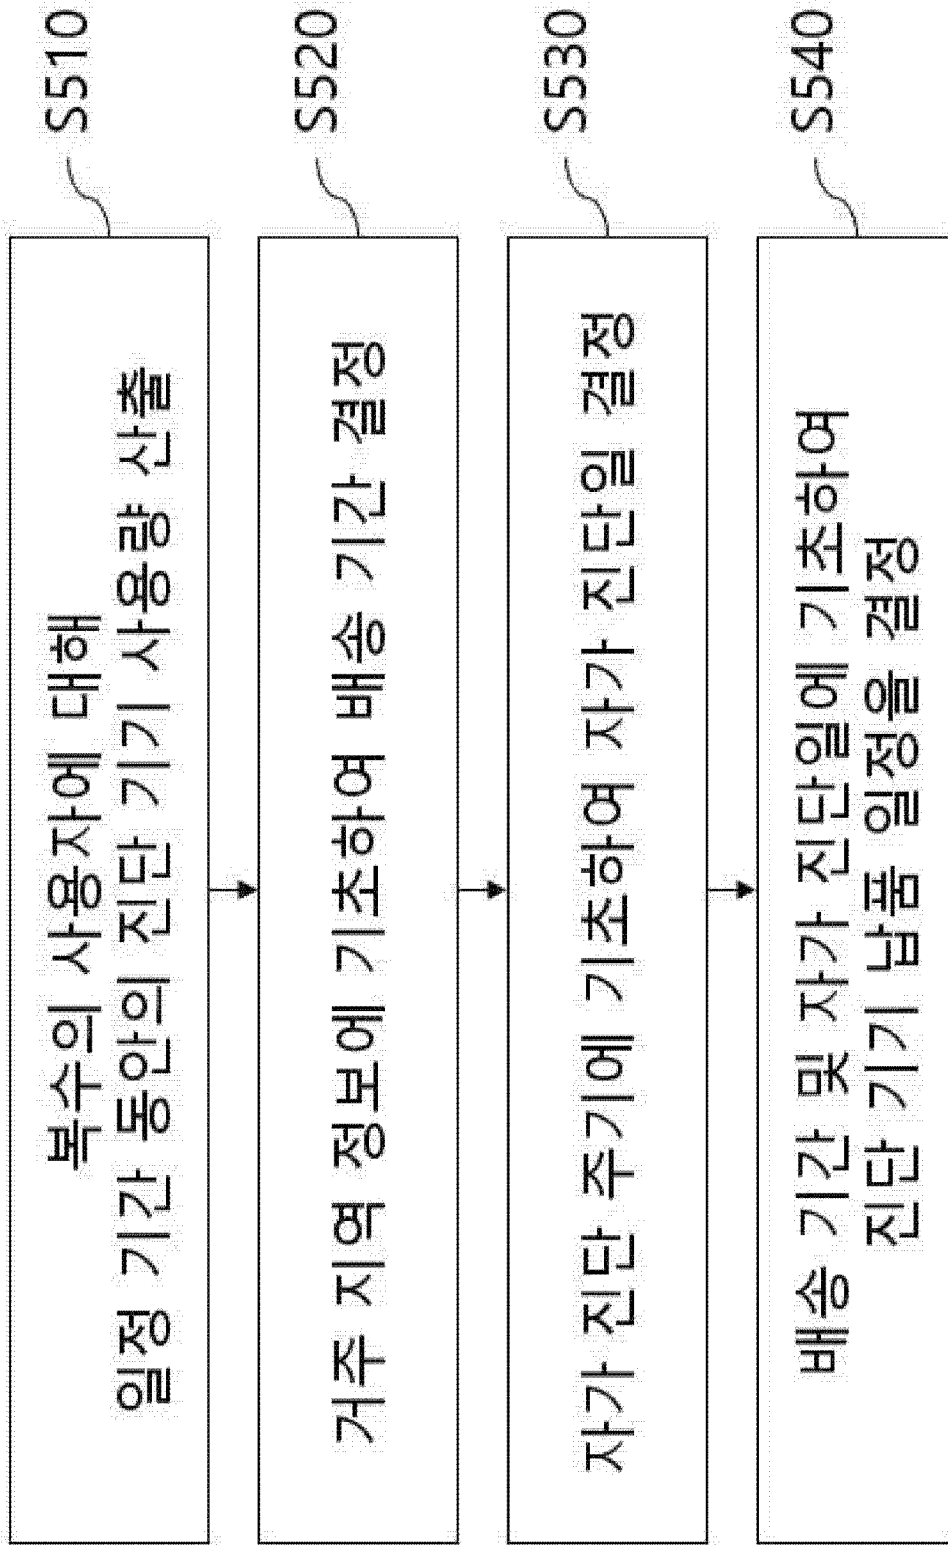 복수의 사용자에 대해
일정 기간 동안의 진단 기기 사용량 산출
S510
거주 지역 정보에 기초하여 배송 기간 결정
S520
자가 진단 주기에 기초하여 자가 진단일 결정
S530
배송 기간 및 자가 진단일에 기초하여
진단 기기 납품 일정을 결정
S540